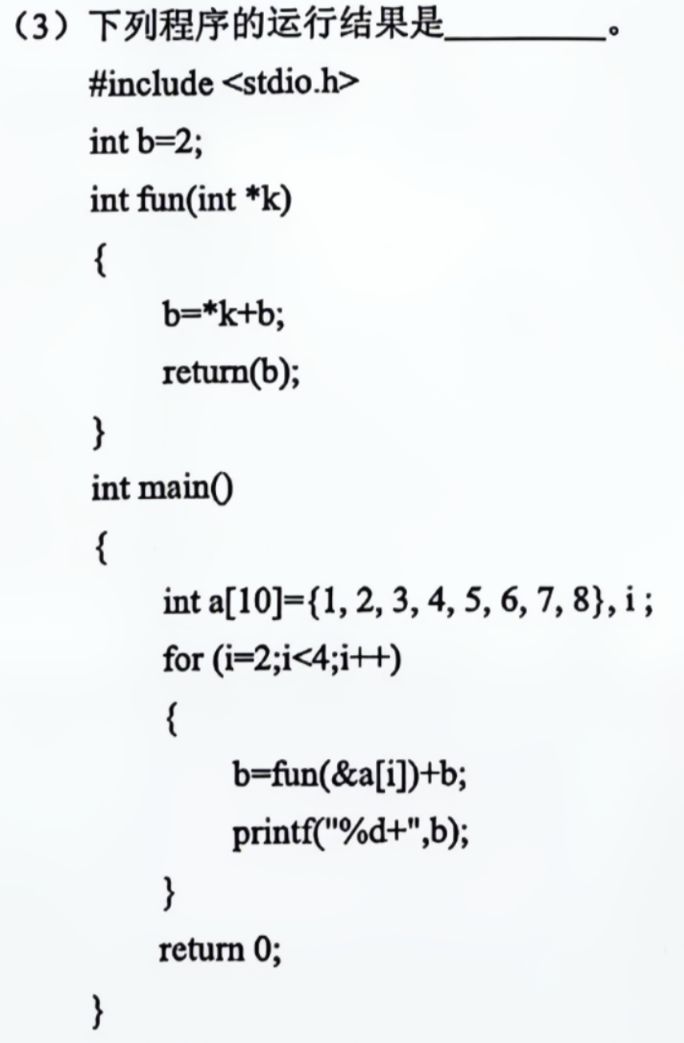 （3）下列程序的运行结果是________。
#include <stdio.h>
int b=2;
int fun(int *k)
{
b=*k+b;
return(b);
}
int main()
{
int a[10]={1, 2, 3, 4, 5, 6, 7, 8}, i ;
for (i=2;i<4;i++)
{
b=fun(&a[i])+b;
printf("%d+",b);
}
return 0;
}